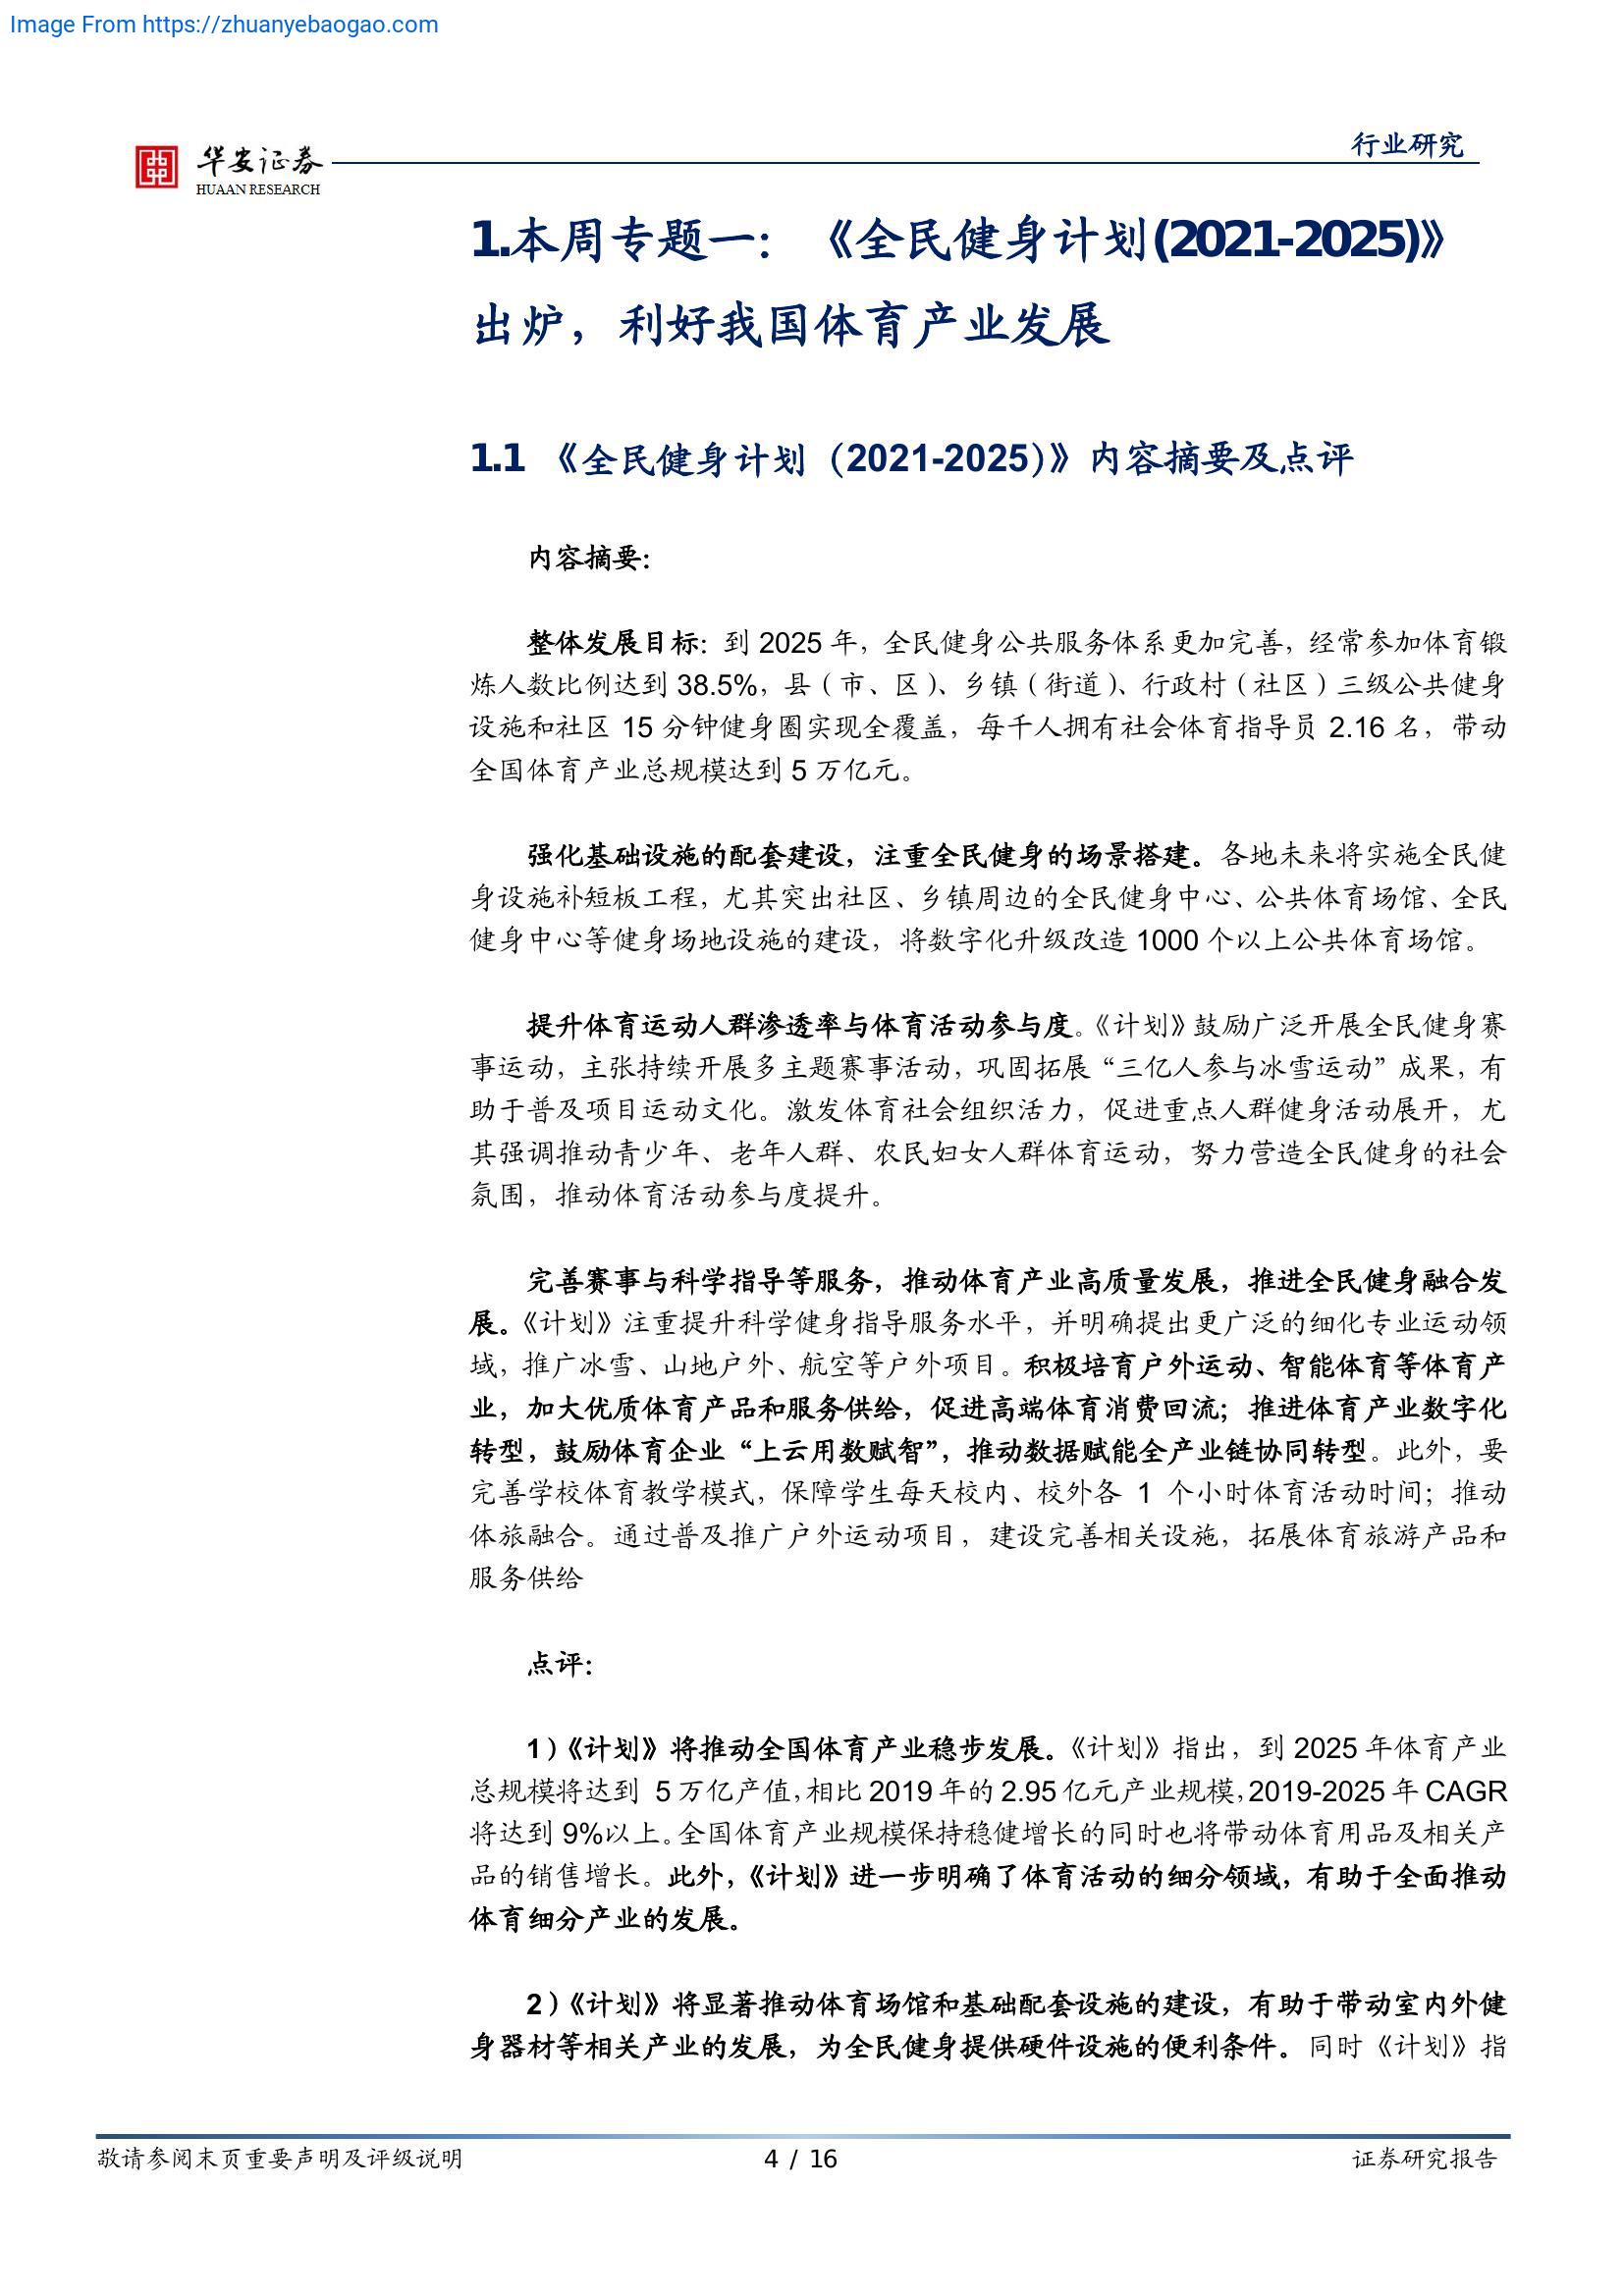 Image From https://zhuanyebaogao.com
华安证券
HUAAN RESEARCH
行业研究
1.本周专题一：《全民健身计划(2021-2025)》
出炉，利好我国体育产业发展
1.1 《全民健身计划（2021-2025）》内容摘要及点评
内容摘要：
整体发展目标：到 2025 年，全民健身公共服务体系更加完善，经常参加体育锻
炼人数比例达到 38.5%，县（市、区）、乡镇（街道）、行政村（社区）三级公共健身
设施和社区 15 分钟健身圈实现全覆盖，每千人拥有社会体育指导员 2.16 名，带动
全国体育产业总规模达到 5 万亿元。
强化基础设施的配套建设，注重全民健身的场景搭建。各地未来将实施全民健
身设施补短板工程，尤其突出社区、乡镇周边的全民健身中心、公共体育场馆、全民
健身中心等健身场地设施的建设，将数字化升级改造 1000 个以上公共体育场馆。
提升体育运动人群渗透率与体育活动参与度。《计划》鼓励广泛开展全民健身赛
事运动，主张持续开展多主题赛事活动，巩固拓展“三亿人参与冰雪运动”成果，有
助于普及项目运动文化。激发体育社会组织活力，促进重点人群健身活动展开，尤
其强调推动青少年、老年人群、农民妇女人群体育运动，努力营造全民健身的社会
氛围，推动体育活动参与度提升。
完善赛事与科学指导等服务，推动体育产业高质量发展，推进全民健身融合发
展。《计划》注重提升科学健身指导服务水平，并明确提出更广泛的细化专业运动领
域，推广冰雪、山地户外、航空等户外项目。积极培育户外运动、智能体育等体育产
业，加大优质体育产品和服务供给，促进高端体育消费回流；推进体育产业数字化
转型，鼓励体育企业“上云用数赋智”，推动数据赋能全产业链协同转型。此外，要
完善学校体育教学模式，保障学生每天校内、校外各 1 个小时体育活动时间；推动
体旅融合。通过普及推广户外运动项目，建设完善相关设施，拓展体育旅游产品和
服务供给
点评：
1）《计划》将推动全国体育产业稳步发展。《计划》指出，到 2025 年体育产业
总规模将达到 5 万亿产值，相比 2019 年的 2.95 亿元产业规模，2019-2025 年 CAGR
将达到 9%以上。全国体育产业规模保持稳健增长的同时也将带动体育用品及相关产
品的销售增长。此外，《计划》进一步明确了体育活动的细分领域，有助于全面推动
体育细分产业的发展。
2）《计划》将显著推动体育场馆和基础配套设施的建设，有助于带动室内外健
身器材等相关产业的发展，为全民健身提供硬件设施的便利条件。同时《计划》指
敬请参阅末页重要声明及评级说明
4 / 16
证券研究报告